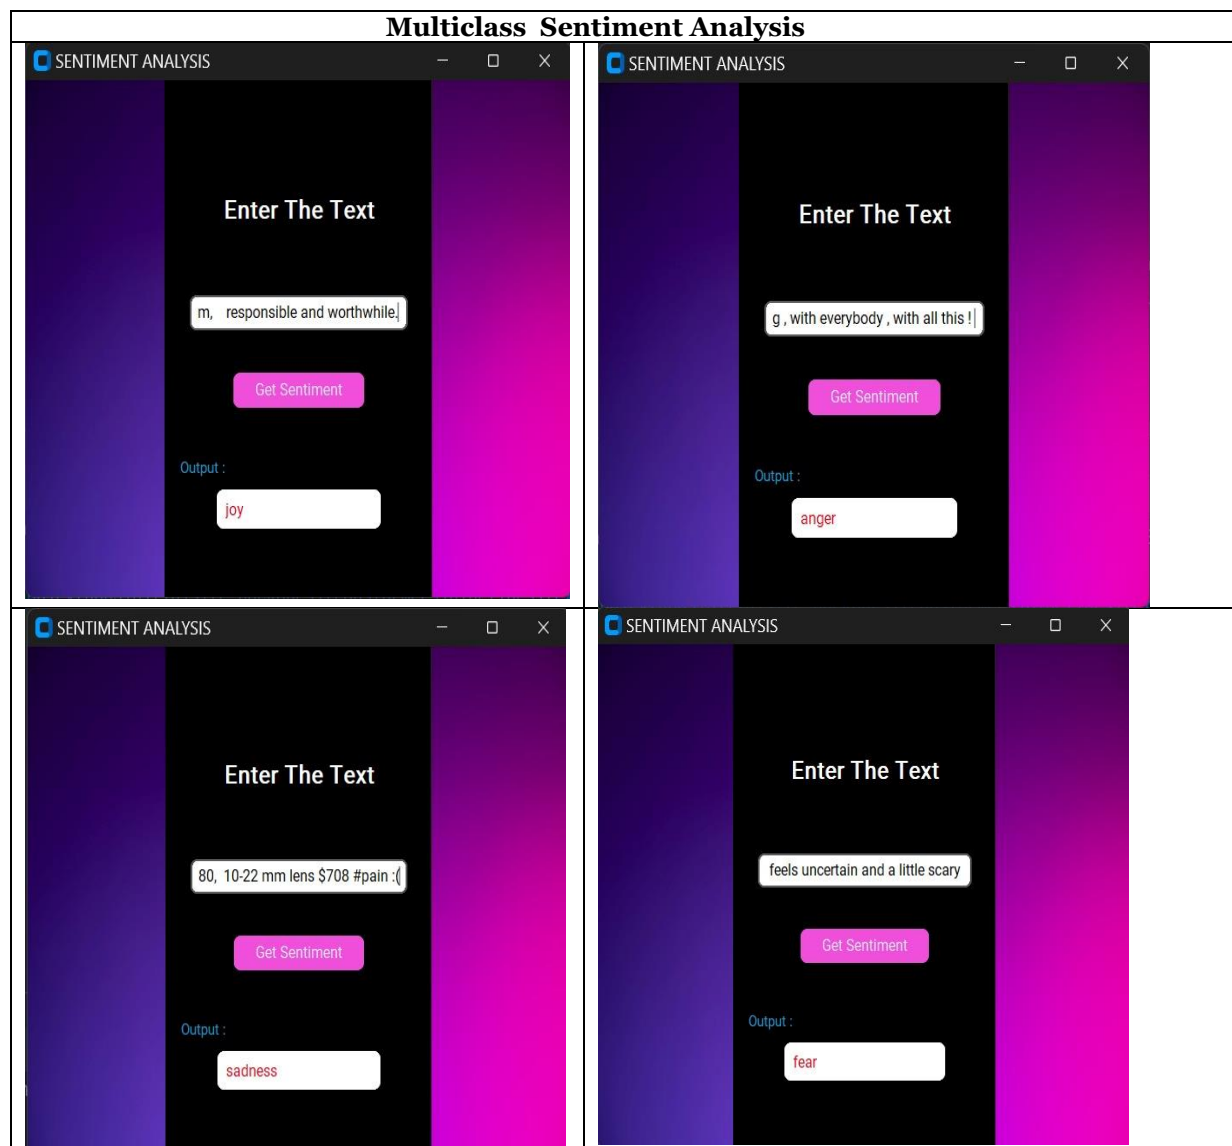 Multiclass Sentiment Analysis
SENTIMENT ANALYSIS
Enter The Text
m, responsible and worthwhile.
Get Sentiment
Output :
joy
SENTIMENT ANALYSIS
Enter The Text
g , with everybody , with all this !
Get Sentiment
Output :
anger
SENTIMENT ANALYSIS
Enter The Text
80, 10-22 mm lens $708 #pain :(
Get Sentiment
Output :
sadness
SENTIMENT ANALYSIS
Enter The Text
feels uncertain and a little scary
Get Sentiment
Output :
fear